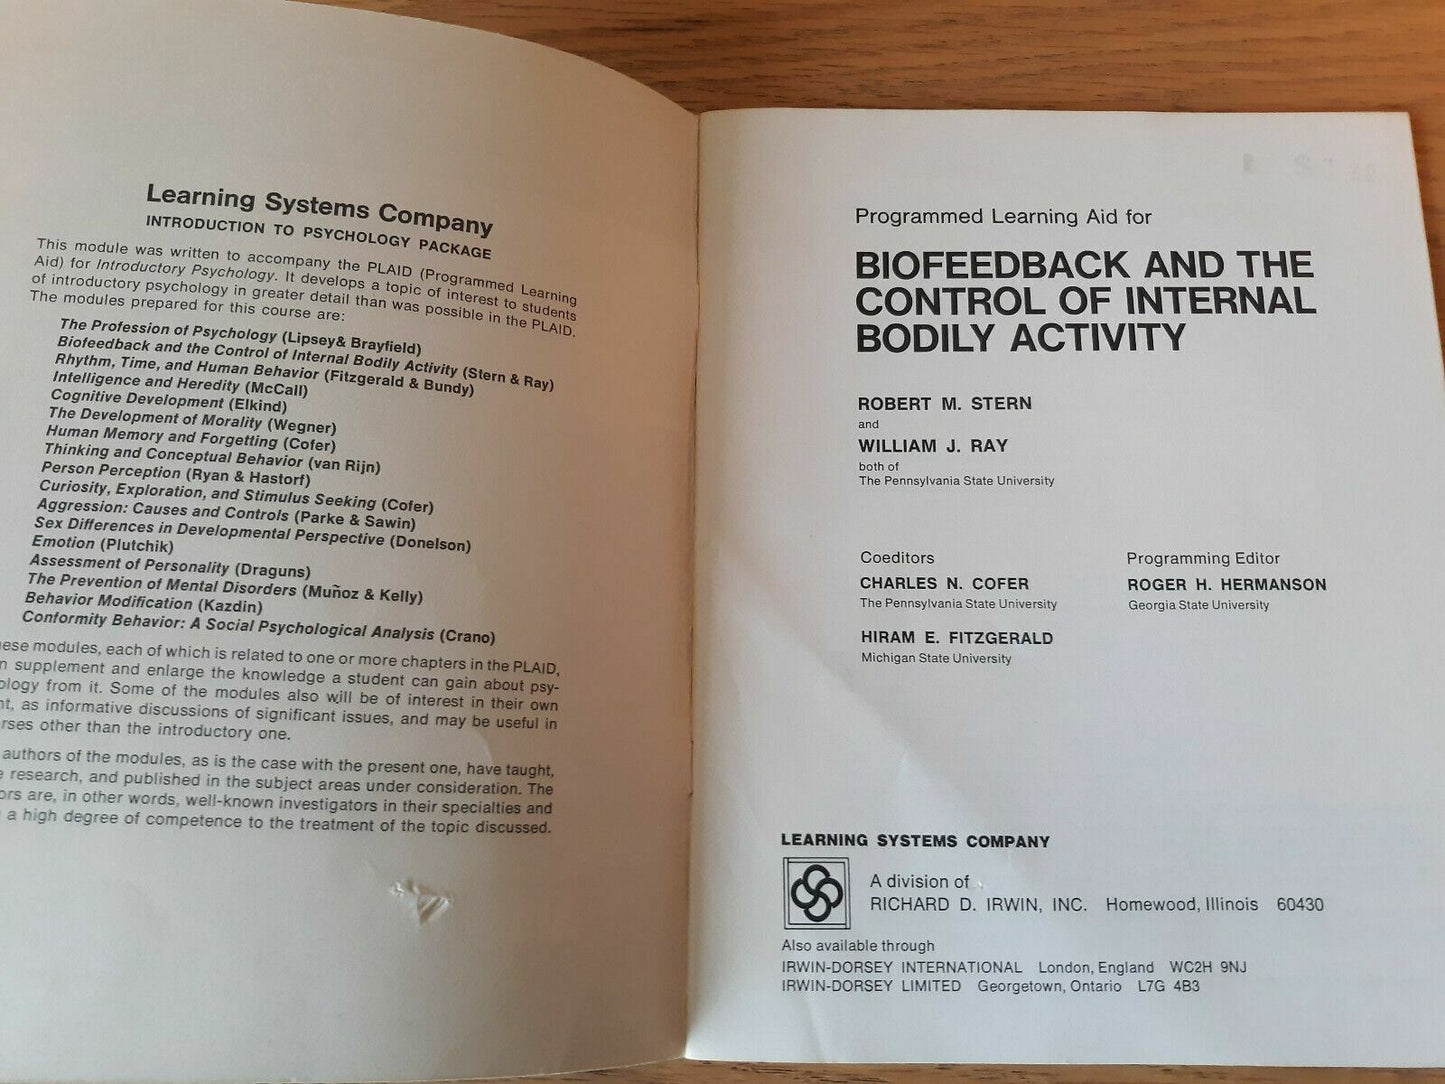 Learning Systems Company
INTRODUCTION TO PSYCHOLOGY PACKAGE
This module was written to accompany the PLAID (Programmed Learning
Aid) for Introductory Psychology. It develops a topic of interest to students
of introductory psychology in greater detail than was possible in the PLAID.
The modules prepared for this course are:
The Profession of Psychology (Lipsey& Brayfield)
Biofeedback and the Control of Internal Bodily Activity (Stern & Ray)
Rhythm, Time, and Human Behavior (Fitzgerald & Bundy)
Intelligence and Heredity (McCall)
Cognitive Development (Elkind)
The Development of Morality (Wegner)
Human Memory and Forgetting (Cofer)
Thinking and Conceptual Behavior (van Rijn)
Person Perception (Ryan & Hastorf)
Curiosity, Exploration, and Stimulus Seeking (Cofer)
Aggression: Causes and Controls (Parke & Sawin)
Sex Differences in Developmental Perspective (Donelson)
Emotion (Plutchik)
Assessment of Personality (Draguns)
The Prevention of Mental Disorders (Muñoz & Kelly)
Behavior Modification (Kazdin)
Conformity Behavior: A Social Psychological Analysis (Crano)
hese modules, each of which is related to one or more chapters in the PLAID,
n supplement and enlarge the knowledge a student can gain about psy-
ology from it. Some of the modules also will be of interest in their own
nt, as informative discussions of significant issues, and may be useful in
rses other than the introductory one.
authors of the modules, as is the case with the present one, have taught,
e research, and published in the subject areas under consideration. The
ors are, in other words, well-known investigators in their specialties and
a high degree of competence to the treatment of the topic discussed.
Programmed Learning Aid for
BIOFEEDBACK AND THE
CONTROL OF INTERNAL
BODILY ACTIVITY
ROBERT M. STERN
and
WILLIAM J. RAY
both of
The Pennsylvania State University
Coeditors
CHARLES N. COFER
The Pennsylvania State University
HIRAM E. FITZGERALD
Michigan State University
Programming Editor
ROGER H. HERMANSON
Georgia State University
LEARNING SYSTEMS COMPANY
A division of
RICHARD D. IRWIN, INC. Homewood, Illinois 60430
Also available through
IRWIN-DORSEY INTERNATIONAL London, England WC2H 9NJ
IRWIN-DORSEY LIMITED Georgetown, Ontario L7G 4B3